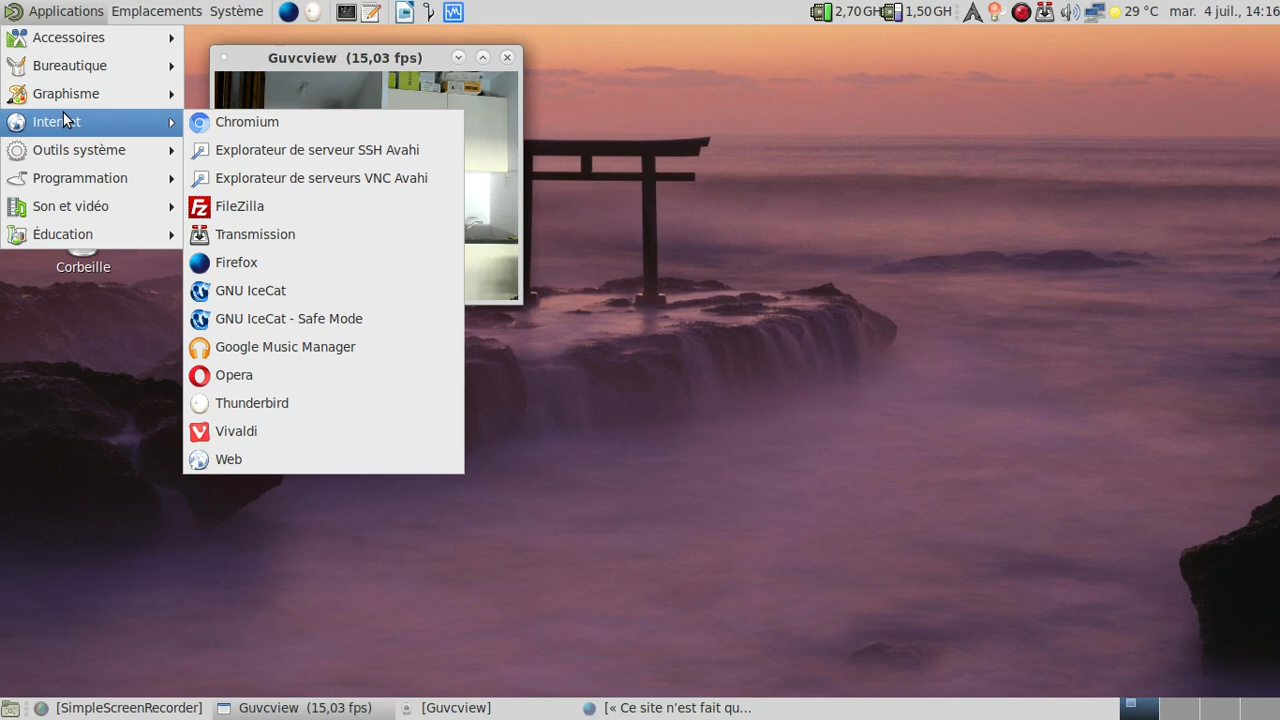 Applications Emplacements Système 2,70 GH 1,50 GH 29 °C mar. 4 juil., 14:16
Accessoires
Bureautique
Graphisme
Internet
Outils système
Programmation
Son et vidéo
Éducation
Guvcview (15,03 fps)
Chromium
Explorateur de serveur SSH Avahi
Explorateur de serveurs VNC Avahi
FileZilla
Transmission
Firefox
GNU IceCat
GNU IceCat - Safe Mode
Google Music Manager
Opera
Thunderbird
Vivaldi
Web
Corbeille
[SimpleScreenRecorder] Guvcview (15,03 fps) [Guvcview] [« Ce site n’est fait qu...